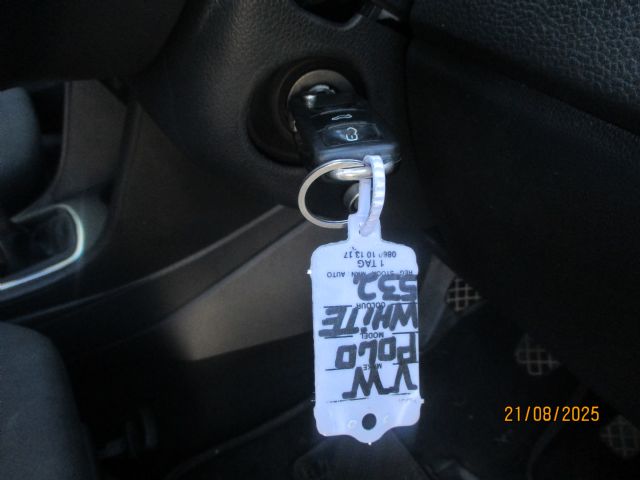 VW
MAKE
POLO
MODEL
WHITE
COLOUR
532
REG STOCK MAN AUTO
1 TAG
0860 10 13 17
21/08/2025